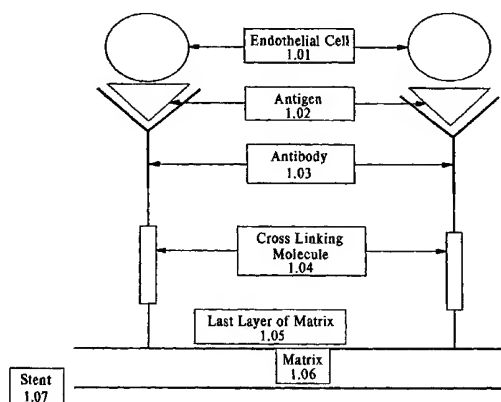 Endothelial Cell
1.01
Antigen
1.02
Antibody
1.03
Cross Linking
Molecule
1.04
Last Layer of Matrix
1.05
Matrix
1.06
Stent
1.07